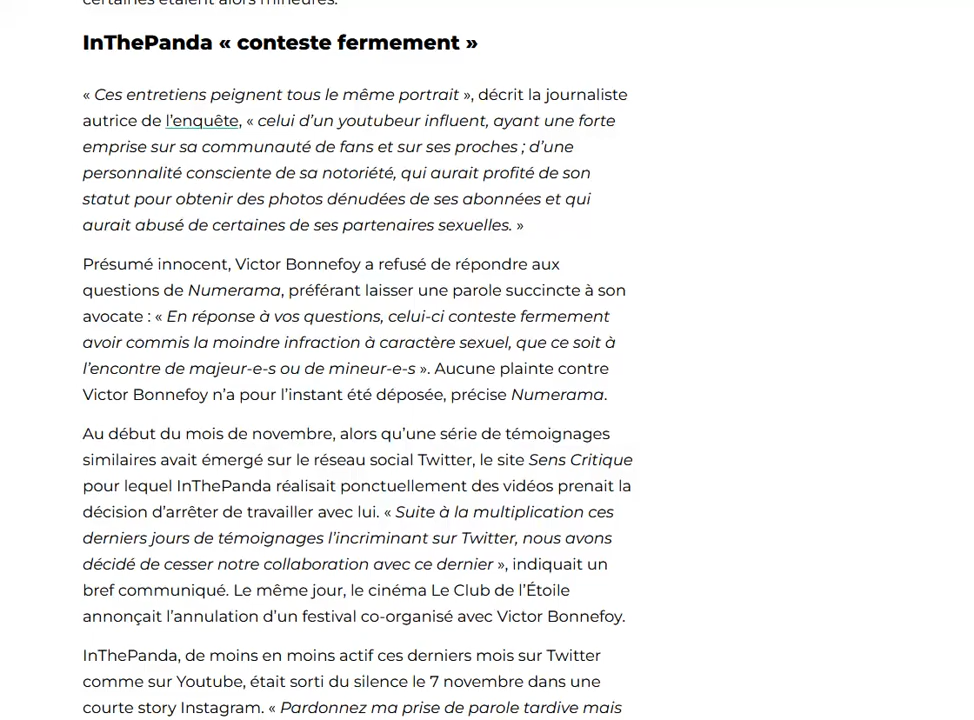 certaines étaient alors mineures.
InThePanda « conteste fermement »
« Ces entretiens peignent tous le même portrait », décrit la journaliste
autrice de l’enquête, « celui d’un youtubeur influent, ayant une forte
emprise sur sa communauté de fans et sur ses proches ; d’une
personnalité consciente de sa notoriété, qui aurait profité de son
statut pour obtenir des photos dénudées de ses abonnées et qui
aurait abusé de certaines de ses partenaires sexuelles. »
Présumé innocent, Victor Bonnefoy a refusé de répondre aux
questions de Numerama, préférant laisser une parole succincte à son
avocate : « En réponse à vos questions, celui-ci conteste fermement
avoir commis la moindre infraction à caractère sexuel, que ce soit à
l’encontre de majeur-e-s ou de mineur-e-s ». Aucune plainte contre
Victor Bonnefoy n’a pour l’instant été déposée, précise Numerama.
Au début du mois de novembre, alors qu’une série de témoignages
similaires avait émergé sur le réseau social Twitter, le site Sens Critique
pour lequel InThePanda réalisait ponctuellement des vidéos prenait la
décision d’arrêter de travailler avec lui. « Suite à la multiplication ces
derniers jours de témoignages l’incriminant sur Twitter, nous avons
décidé de cesser notre collaboration avec ce dernier », indiquait un
bref communiqué. Le même jour, le cinéma Le Club de l’Étoile
annonçait l’annulation d’un festival co-organisé avec Victor Bonnefoy.
InThePanda, de moins en moins actif ces derniers mois sur Twitter
comme sur Youtube, était sorti du silence le 7 novembre dans une
courte story Instagram. « Pardonnez ma prise de parole tardive mais